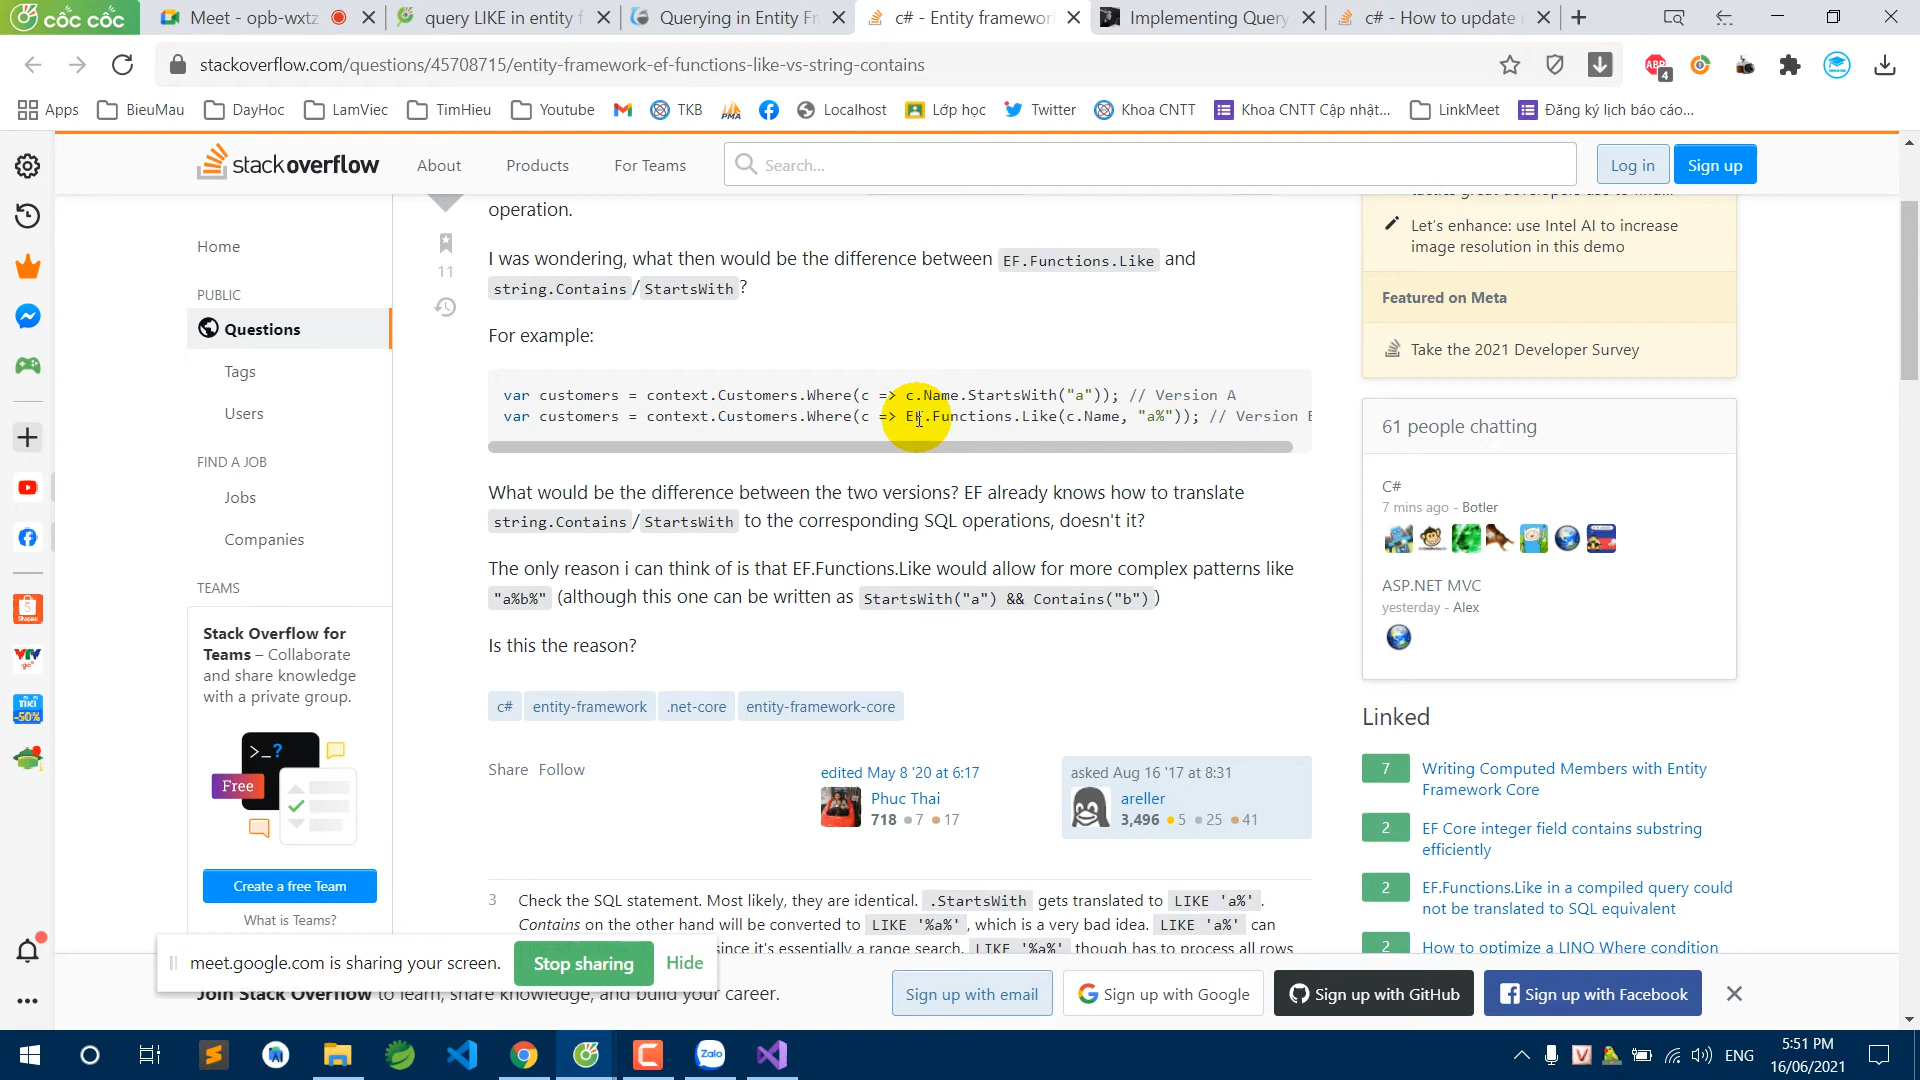 cốc cốc
Meet - opb-wxtz
query LIKE in entity f
Querying in Entity Fr
c# - Entity framework
Implementing Query
c# - How to update
stackoverflow.com/questions/45708715/entity-framework-ef-functions-like-vs-string-contains
ABP
4
Apps
BieuMau
DayHoc
LamViec
TimHieu
Youtube
TKB
PMA
Localhost
Lớp học
Twitter
Khoa CNTT
Khoa CNTT Cập nhật...
LinkMeet
Đăng ký lịch báo cáo...
stackoverflow
About
Products
For Teams
Search...
Log in
Sign up
Home
PUBLIC
Questions
Tags
Users
FIND A JOB
Jobs
Companies
TEAMS
Stack Overflow for
Teams – Collaborate
and share knowledge
with a private group.
>_?
Free
Create a free Team
What is Teams?
11
operation.
I was wondering, what then would be the difference between EF.Functions.Like and
string.Contains/StartsWith?
For example:
var customers = context.Customers.Where(c => c.Name.StartsWith("a")); // Version A
var customers = context.Customers.Where(c => EF.Functions.Like(c.Name, "a%")); // Version
What would be the difference between the two versions? EF already knows how to translate
string.Contains/StartsWith to the corresponding SQL operations, doesn't it?
The only reason i can think of is that EF.Functions.Like would allow for more complex patterns like
"a%b%" (although this one can be written as StartsWith("a") && Contains("b"))
Is this the reason?
c#
entity-framework
.net-core
entity-framework-core
Share Follow
edited May 8 '20 at 6:17
Phuc Thai
718 7 17
asked Aug 16 '17 at 8:31
areller
3,496 5 25 41
3
Check the SQL statement. Most likely, they are identical. .StartsWith gets translated to LIKE 'a%'.
Contains on the other hand will be converted to LIKE '%a%', which is a very bad idea. LIKE 'a%' can
since it's essentially a range search. LIKE '%a%' though has to process all rows
Let's enhance: use Intel AI to increase
image resolution in this demo
Featured on Meta
Take the 2021 Developer Survey
61 people chatting
C#
7 mins ago - Botler
ASP.NET MVC
yesterday - Alex
Linked
7
Writing Computed Members with Entity
Framework Core
2
EF Core integer field contains substring
efficiently
2
EF.Functions.Like in a compiled query could
not be translated to SQL equivalent
2
How to optimize a LINQ Where condition
meet.google.com is sharing your screen.
Stop sharing
Hide
Join Stack Overflow to learn, share knowledge, and build your career.
Sign up with email
Sign up with Google
Sign up with GitHub
Sign up with Facebook
Zalo
ENG
5:51 PM
16/06/2021